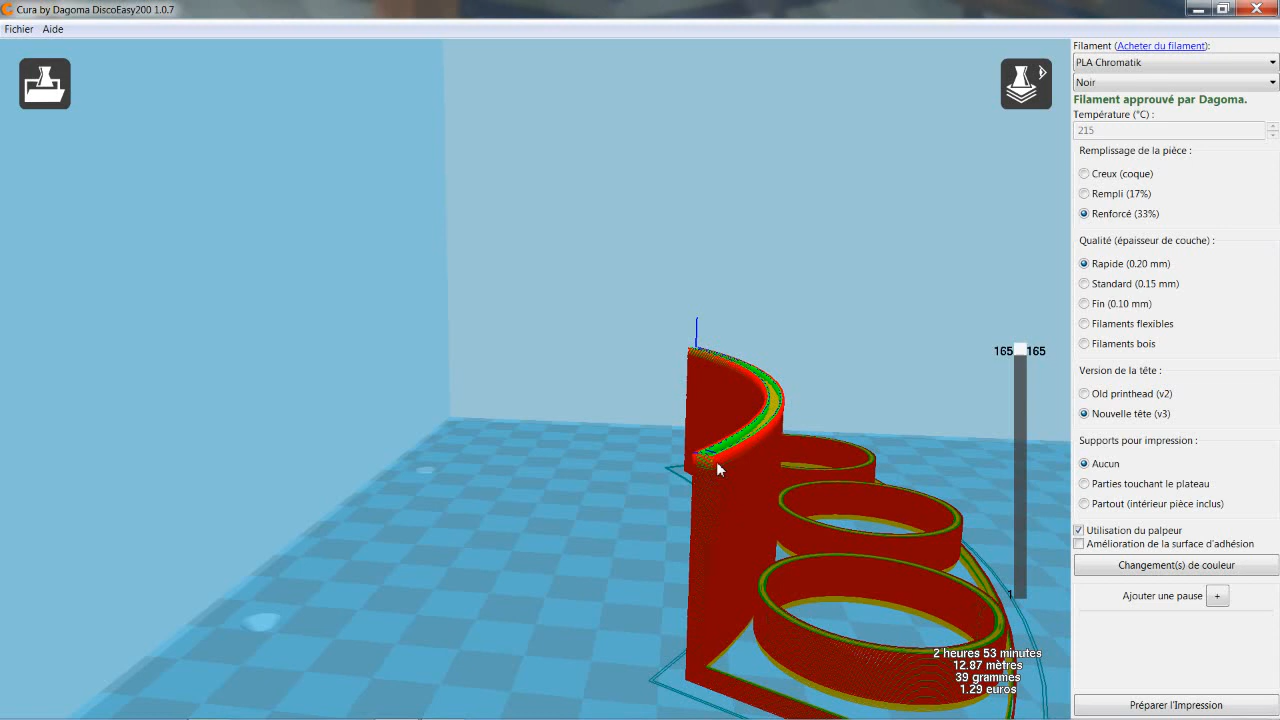 Cura by Dagoma DiscoEasy200 1.0.7
Fichier Aide
Filament (Acheter du filament):
PLA Chromatik
Noir
Filament approuvé par Dagoma.
Température (°C) :
215
Remplissage de la pièce :
Creux (coque)
Rempli (17%)
Renforcé (33%)
Qualité (épaisseur de couche) :
Rapide (0.20 mm)
Standard (0.15 mm)
Fin (0.10 mm)
Filaments flexibles
Filaments bois
Version de la tête :
Old printhead (v2)
Nouvelle tête (v3)
Supports pour impression :
Aucun
Parties touchant le plateau
Partout (intérieur pièce inclus)
Utilisation du palpeur
Amélioration de la surface d'adhésion
Changement(s) de couleur
Ajouter une pause +
Préparer l'Impression
165 165
1
2 heures 53 minutes
12.87 mètres
39 grammes
1.29 euros